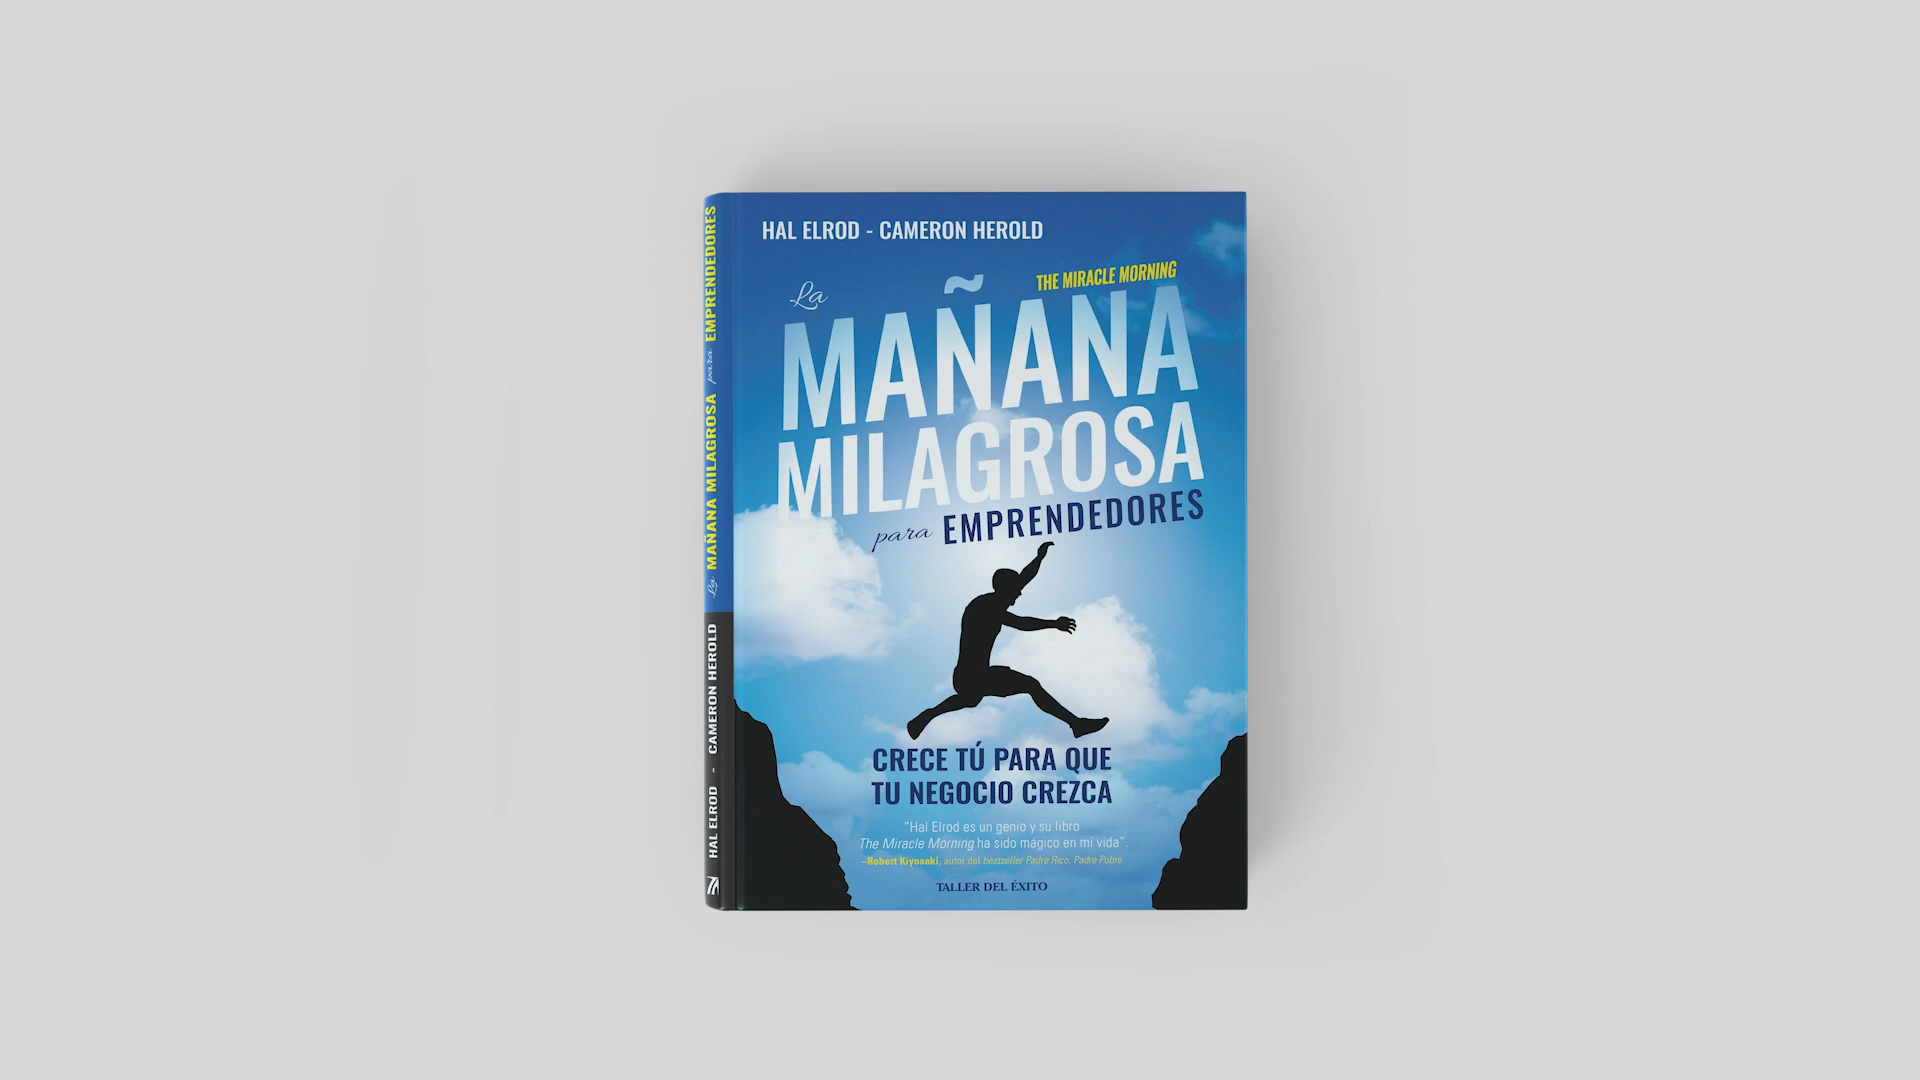 HAL ELROD - CAMERON HEROLD
THE MIRACLE MORNING
La
MAÑANA
MILAGROSA
para EMPRENDEDORES
CRECE TÚ PARA QUE
TU NEGOCIO CREZCA
“Hal Elrod es un genio y su libro
The Miracle Morning ha sido mágico en mi vida”.
–Robert Kiyosaki, autor del bestseller Padre Rico, Padre Pobre
TALLER DEL ÉXITO
HAL ELROD - CAMERON HEROLD La MAÑANA MILAGROSA para EMPRENDEDORES